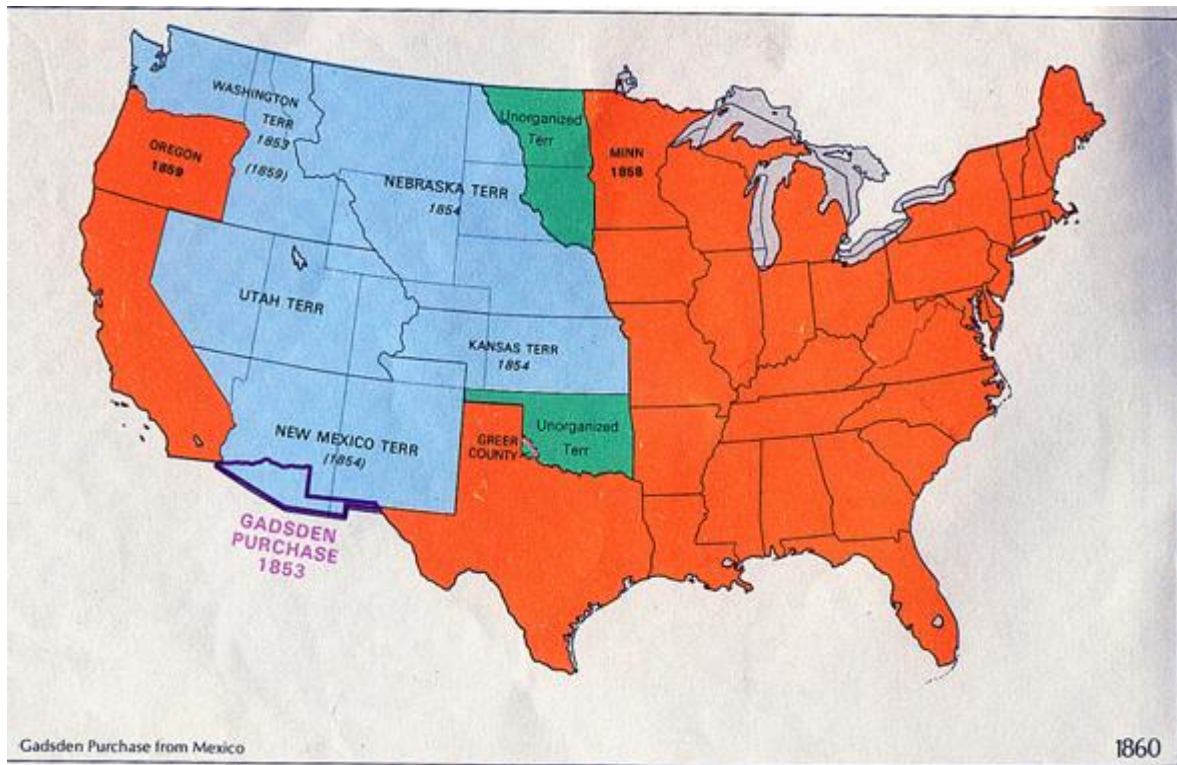 WASHINGTON
TERR
1853
(1859)
OREGON
1859
NEBRASKA TERR
1854
Unorganized
Terr
MINN
1858
UTAH TERR
KANSAS TERR
1854
NEW MEXICO TERR
(1854)
GREER
COUNTY
Unorganized
Terr
GADSDEN
PURCHASE
1853
Gadsden Purchase from Mexico
1860